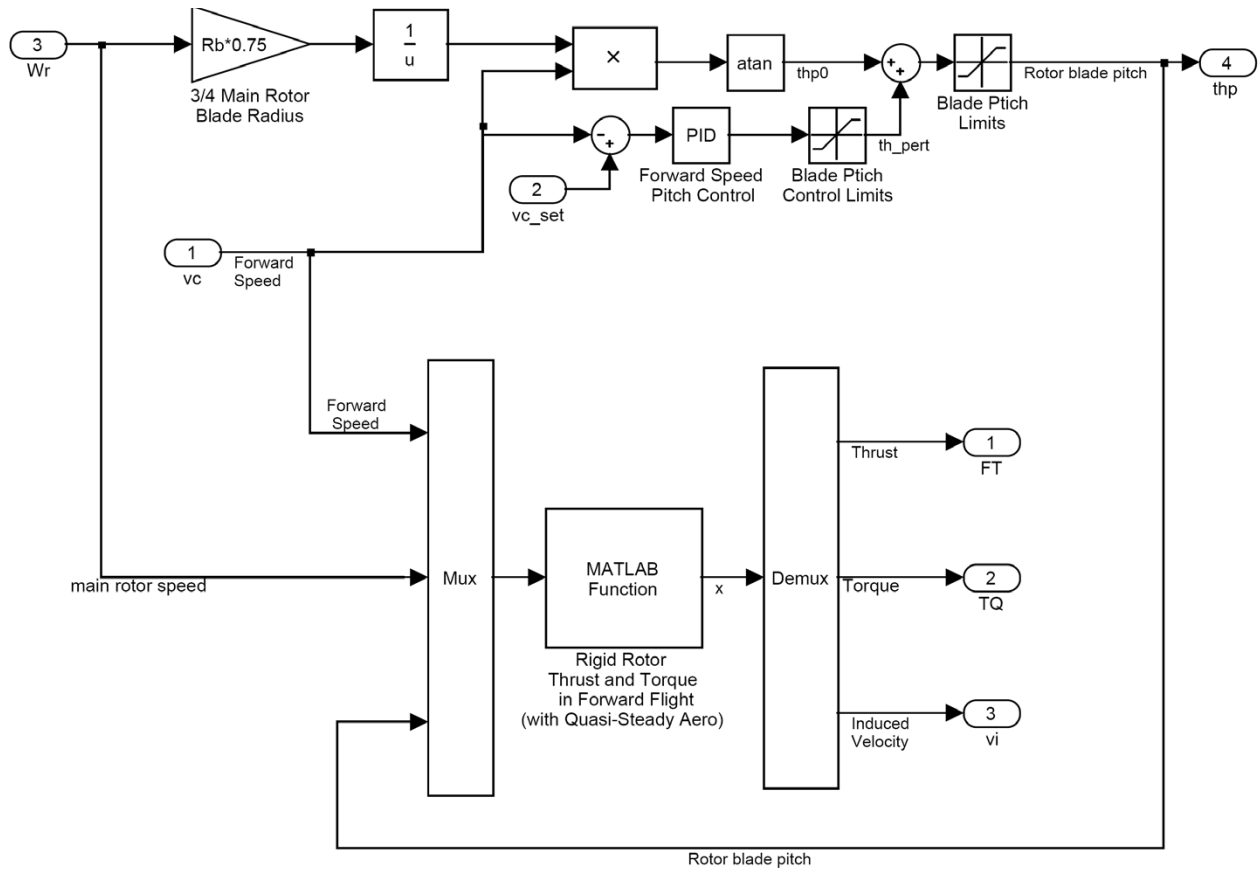 3
Wr
Rb*0.75
3/4 Main Rotor
Blade Radius
1
u
×
atan
thp0
+
+
Blade Ptich
Limits
Rotor blade pitch
4
thp
-
+
PID
Forward Speed
Pitch Control
Blade Ptich
Control Limits
th_pert
2
vc_set
1
vc
Forward
Speed
Forward
Speed
main rotor speed
Mux
MATLAB
Function
Rigid Rotor
Thrust and Torque
in Forward Flight
(with Quasi-Steady Aero)
x
Demux
Thrust
1
FT
Torque
2
TQ
Induced
Velocity
3
vi
Rotor blade pitch